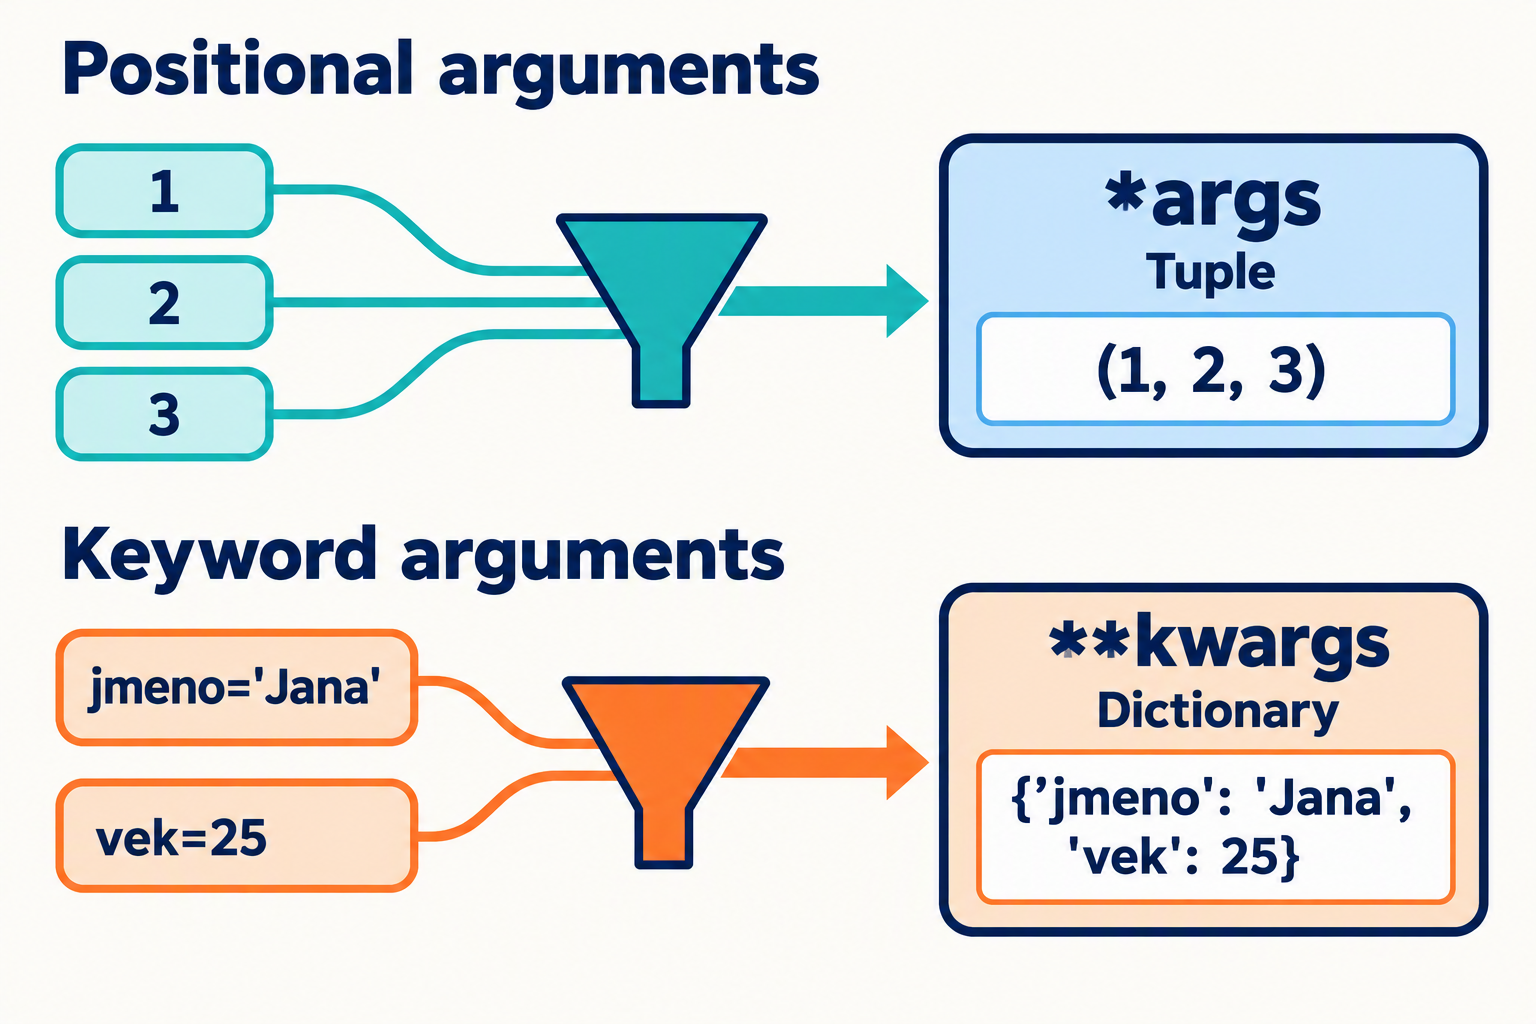 Positional arguments
1
2
3
*args
Tuple
(1, 2, 3)
Keyword arguments
jmeno='Jana'
vek=25
**kwargs
Dictionary
{’jmeno': 'Jana',
'vek': 25}